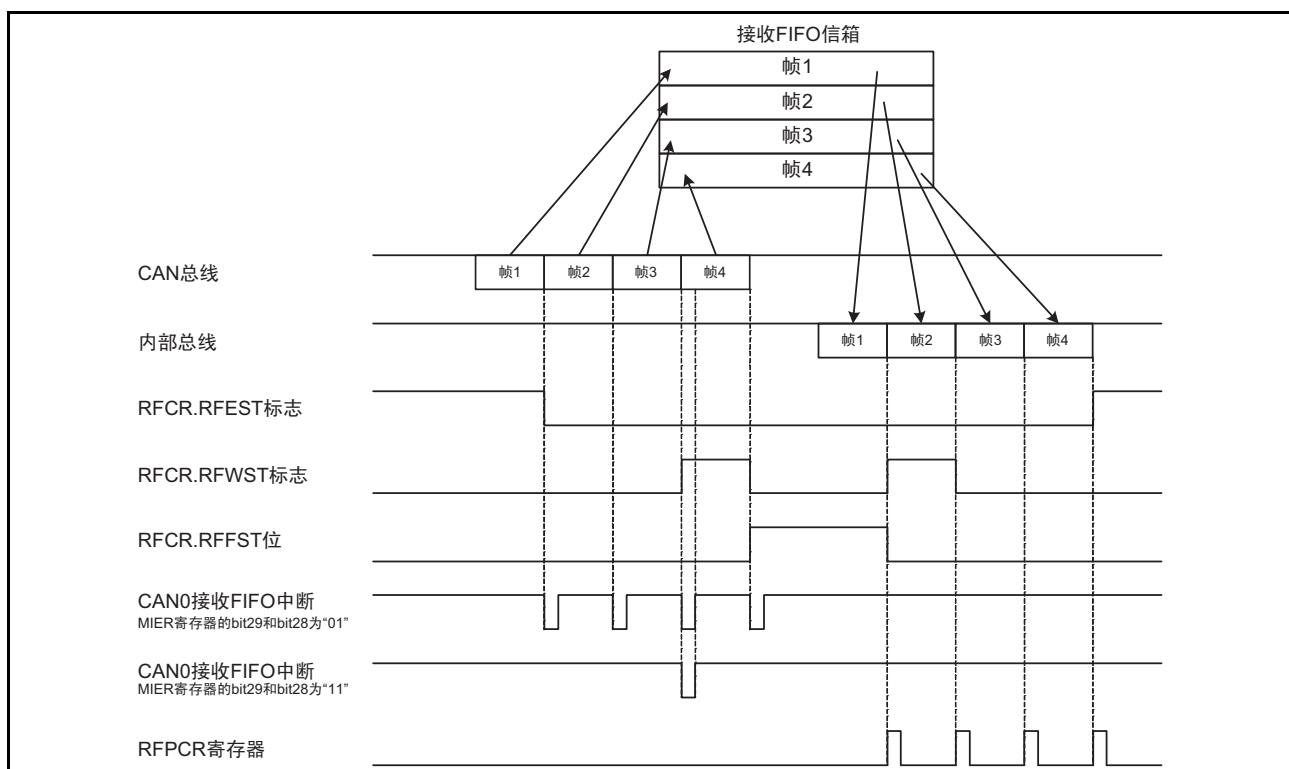 接收FIFO信箱
帧1
帧2
帧3
帧4
CAN总线
帧1 帧2 帧3 帧4
内部总线
帧1 帧2 帧3 帧4
RFCR.RFEST标志
RFCR.RFWST标志
RFCR.RFFST位
CAN0接收FIFO中断
MIER寄存器的bit29和bit28为“01”
CAN0接收FIFO中断
MIER寄存器的bit29和bit28为“11”
RFPCR寄存器